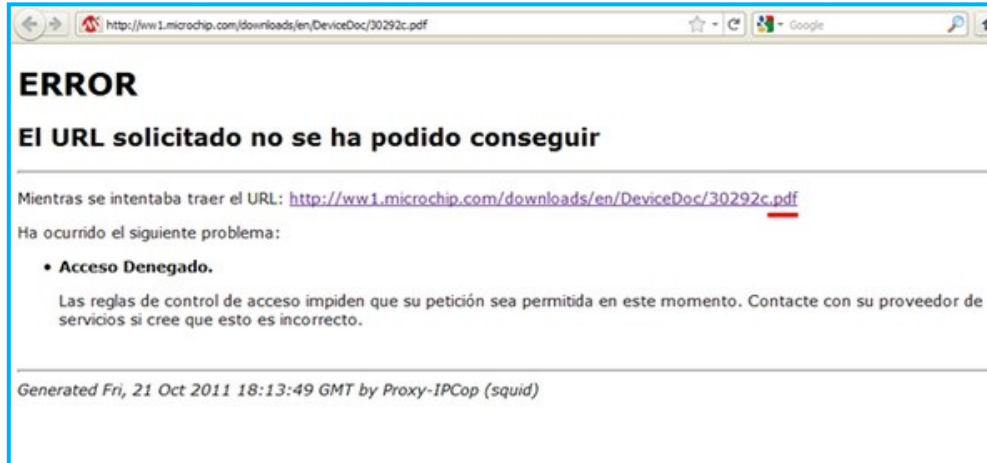 http://ww1.microchip.com/downloads/en/DeviceDoc/30292c.pdf
Google
ERROR
El URL solicitado no se ha podido conseguir
Mientras se intentaba traer el URL: http://ww1.microchip.com/downloads/en/DeviceDoc/30292c.pdf
Ha ocurrido el siguiente problema:
• Acceso Denegado.
Las reglas de control de acceso impiden que su petición sea permitida en este momento. Contacte con su proveedor de
servicios si cree que esto es incorrecto.
Generated Fri, 21 Oct 2011 18:13:49 GMT by Proxy-IPCop (squid)